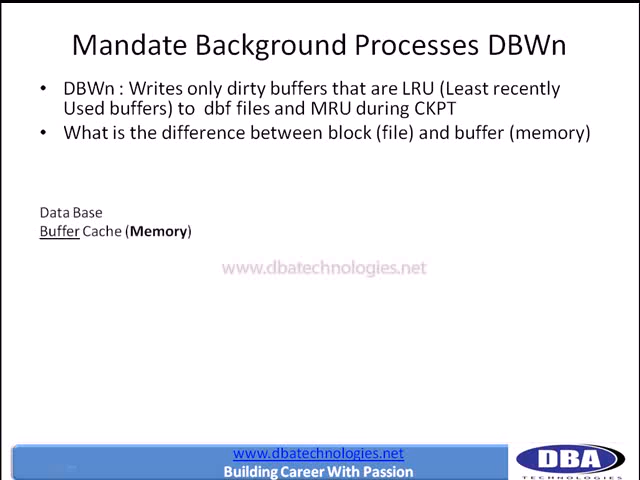 Mandate Background Processes DBWn
• DBWn : Writes only dirty buffers that are LRU (Least recently
Used buffers) to dbf files and MRU during CKPT
• What is the difference between block (file) and buffer (memory)
Data Base
Buffer Cache (Memory)
www.dbatechnologies.net
www.dbatechnologies.net
Building Career With Passion
DBA
TECHNOLOGIES